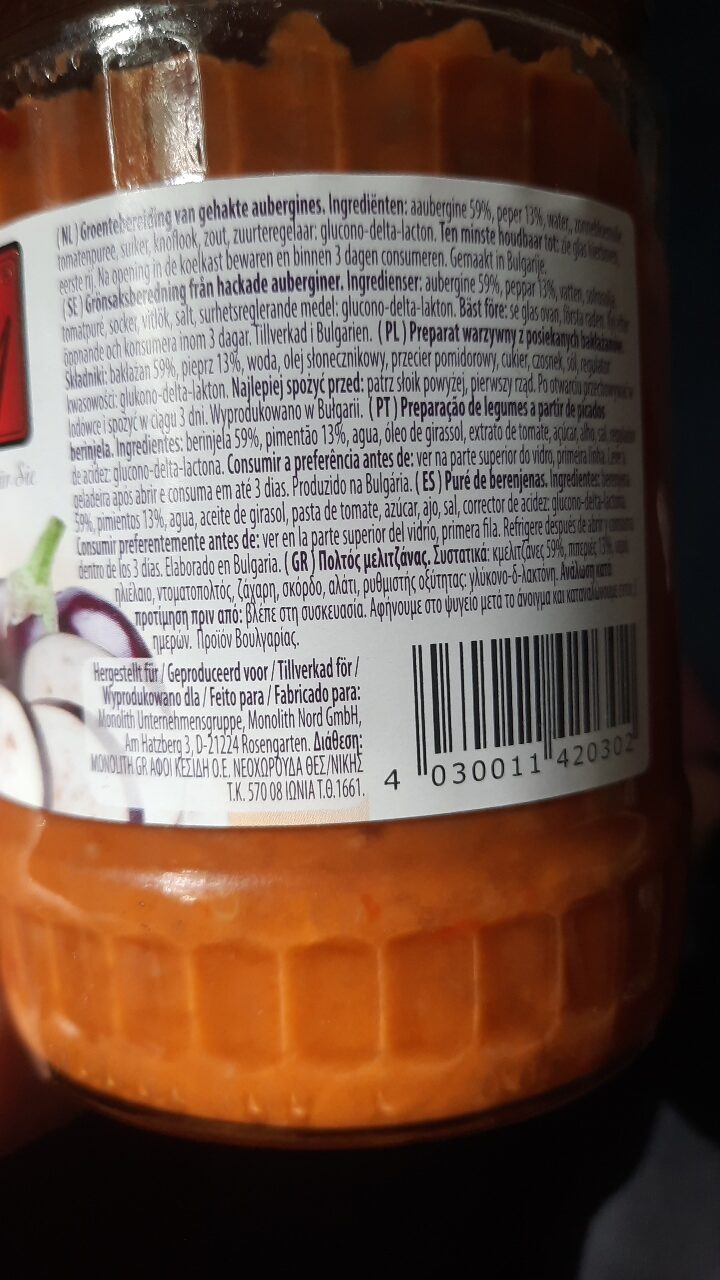 (NL) Groentebereiding van gehakte aubergines. Ingrediënten: aaubergine 59%, peper 13%, water,
tomatenpuree, suiker, knoflook, zout, zuurteregelaar: glucono-delta-lacton. Ten minste houdbaar tot: zie glas
eerste rij. Na opening in de koelkast bewaren en binnen 3 dagen consumeren. Gemaakt in Bulgarije.
(SE) Grönsaksberedning från hackade auberginer. Ingredienser: aubergine 59%, peppar 13%, vatten,
tomatpuré, socker, vitlök, salt, surhetsreglerande medel: glucono-delta-lakton. Bäst före: se glas ovan, första raden.
öppnande och konsumera inom 3 dagar. Tillverkad i Bulgarien. (PL) Preparat warzywny z posiekanych bakłażanów.
Składniki: bakłażan 59%, pieprz 13%, woda, olej słonecznikowy, przecier pomidorowy, cukier, czosnek, sól, regulator
kwasowości: glukono-delta-lakton. Najlepiej spożyć przed: patrz słoik powyżej, pierwszy rząd. Po otwarciu
lodówce i spożyć w ciągu 3 dni. Wyprodukowano w Bułgarii. (PT) Preparação de legumes a partir de picados
berinjela. Ingredientes: berinjela 59%, pimentão 13%, agua, óleo de girassol, extrato de tomate, açúcar, alho, sal,
de acidez: glucono-delta-lactona. Consumir a preferência antes de: ver na parte superior do vidro, primeira linha.
geladeira após abrir e consuma em até 3 dias. Produzido na Bulgária. (ES) Puré de berenjenas. Ingredientes:
59%, pimientos 13%, agua, aceite de girasol, pasta de tomate, azúcar, ajo, sal, corrector de acidez: glucono-delta-lactona.
Consumir preferentemente antes de: ver en la parte superior del vidrio, primera fila. Refrigere después de abrir y consuma
dentro de los 3 días. Elaborado en Bulgaria. (GR) Πολτός μελιτζάνας. Συστατικά: κμελιτζάνες 59%, πιπεριές 13%, νερό,
ηλιέλαιο, ντοματοπολτός, ζάχαρη, σκόρδο, αλάτι, ρυθμιστής οξύτητας: γλύκονο-δ-λακτόνη. Ανάλωση κατά
προτίμηση πριν από: βλέπε στη συσκευασία. Αφήνουμε στο ψυγείο μετά το άνοιγμα και καταναλώνουμε εντός 3
ημερών. Προϊόν Βουλγαρίας.
Hergestellt für / Geproduceerd voor / Tillverkad för /
Wyprodukowano dla / Feito para / Fabricado para:
Monolith Unternehmensgruppe, Monolith Nord GmbH,
Am Hatzberg 3, D-21224 Rosengarten. Διάθεση:
MONOLITH GR ΑΦΟΙ ΚΕΣΙΔΗ Ο.Ε. ΝΕΟΧΩΡΟΥΔΑ ΘΕΣ/ΝΙΚΗΣ
Τ.Κ. 570 08 ΙΩΝΙΑ Τ.Θ.1661.
4 030011 420302